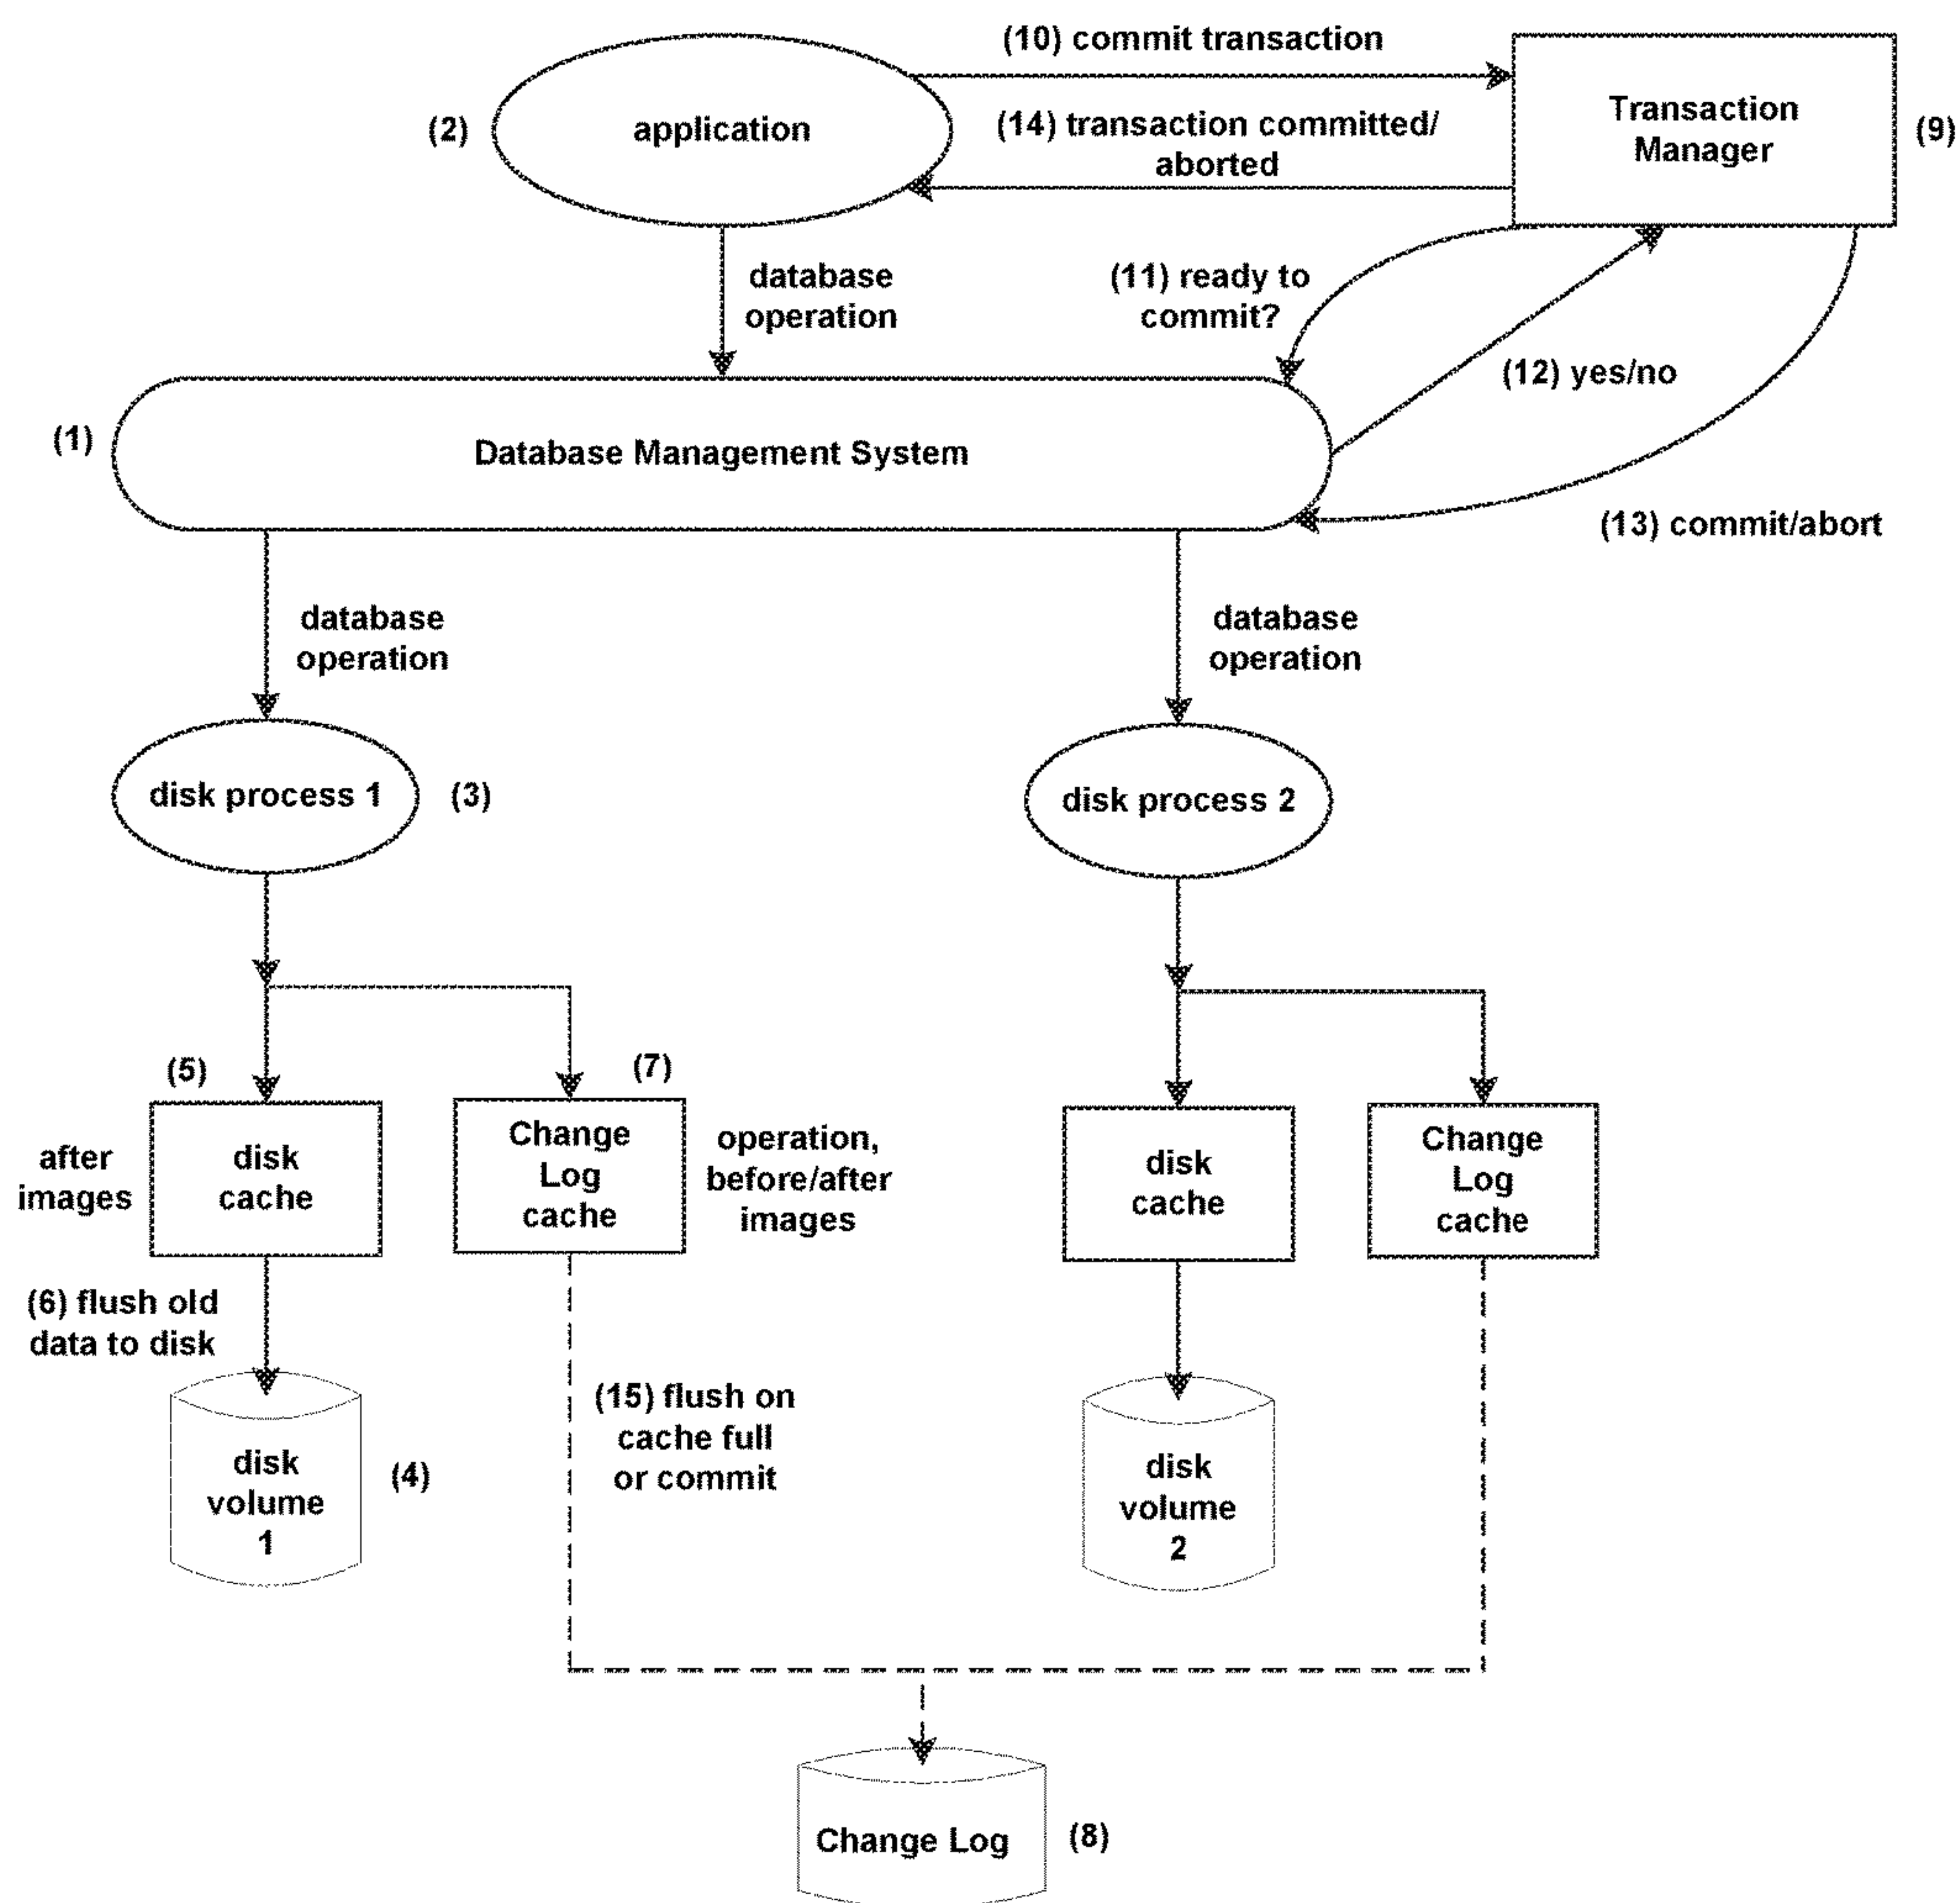 (10) commit transaction
(2)
application
(14) transaction committed/
aborted
Transaction
Manager
(9)
database
operation
(11) ready to
commit?
(12) yes/no
(1)
Database Management System
(13) commit/abort
database
operation
database
operation
disk process 1
(3)
disk process 2
(5)
(7)
after
images
disk
cache
Change
Log
cache
operation,
before/after
images
disk
cache
Change
Log
cache
(6) flush old
data to disk
(15) flush on
cache full
or commit
disk
volume
1
(4)
disk
volume
2
Change Log
(8)